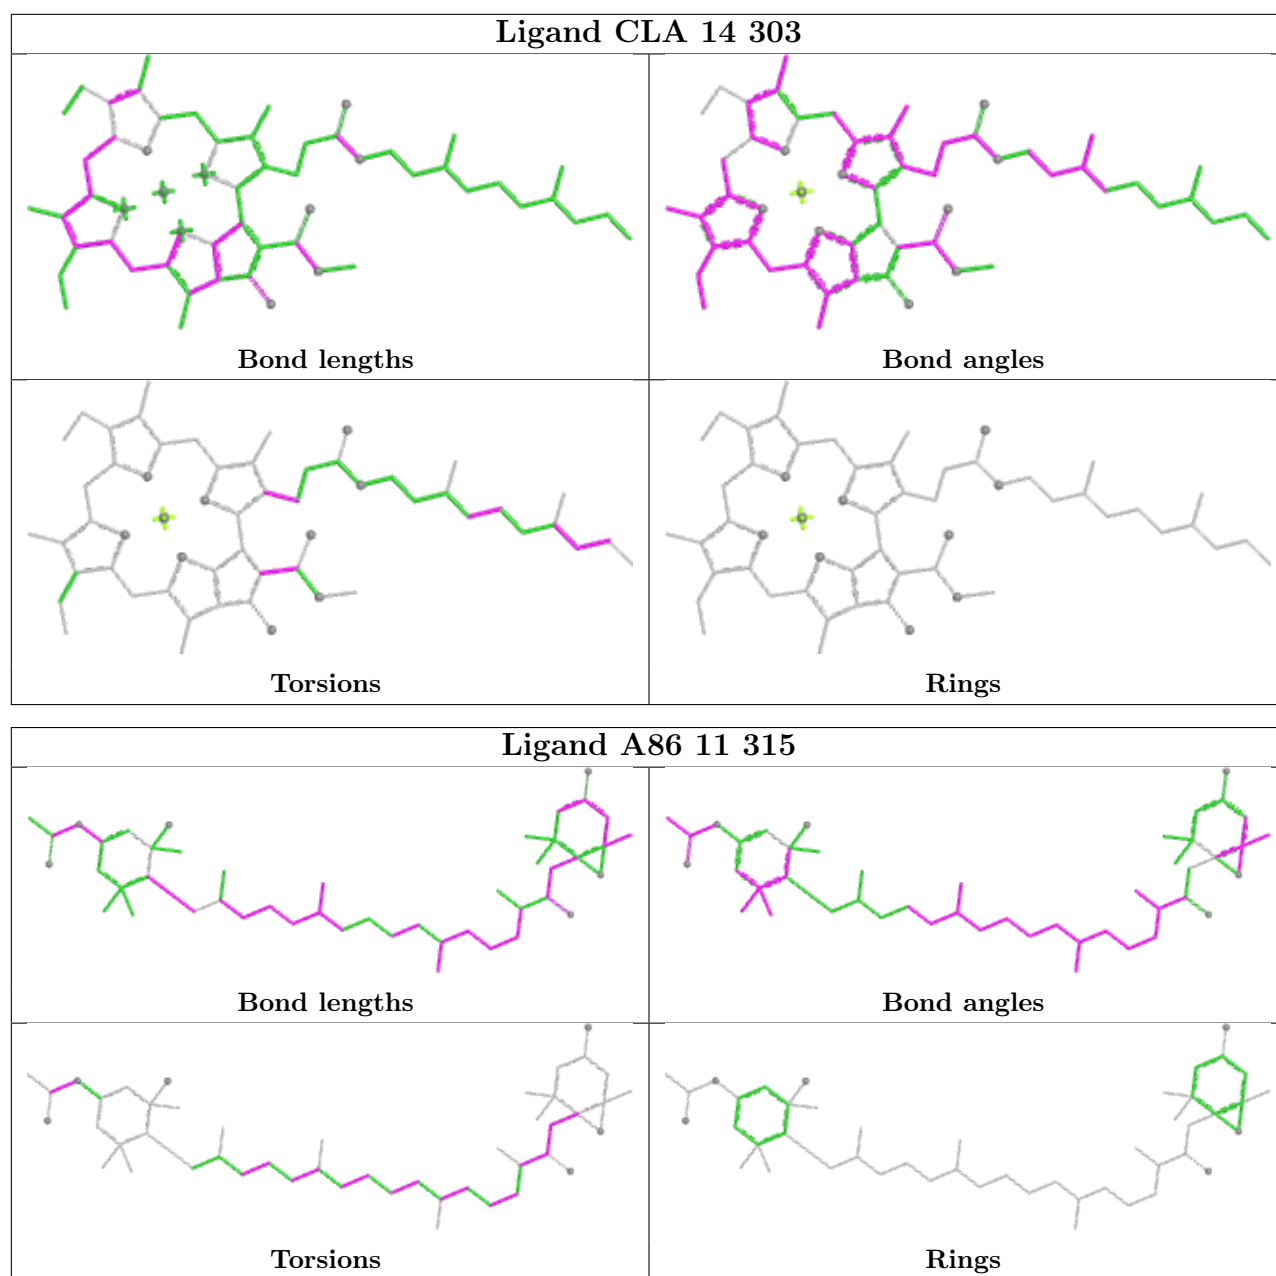 Ligand CLA 14 303
Bond lengths
Bond angles
Torsions
Rings
Ligand A86 11 315
Bond lengths
Bond angles
Torsions
Rings